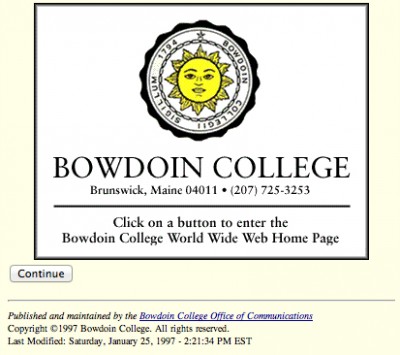 SIGILLUM 1794 BOWDOIN COLLEGII
BOWDOIN COLLEGE
Brunswick, Maine 04011 • (207) 725-3253
Click on a button to enter the
Bowdoin College World Wide Web Home Page
Continue
Published and maintained by the Bowdoin College Office of Communications
Copyright ©1997 Bowdoin College. All rights reserved.
Last Modified: Saturday, January 25, 1997 - 2:21:34 PM EST